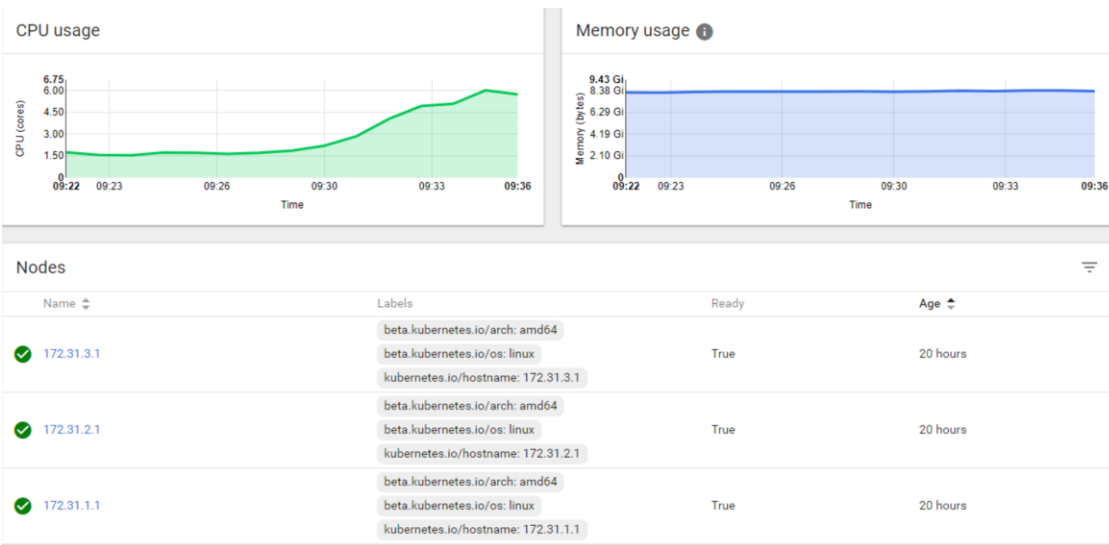 CPU usage
6.75
6.00
4.50
3.00
1.50
0
CPU (cores)
09:22 09:23 09:26 09:30 09:33 09:36
Time
Memory usage
9.43 Gi
8.38 Gi
6.29 Gi
4.19 Gi
2.10 Gi
0
Memory (bytes)
09:22 09:23 09:26 09:30 09:33 09:36
Time
Nodes
Name Labels Ready Age
beta.kubernetes.io/arch: amd64
172.31.3.1 beta.kubernetes.io/os: linux True 20 hours
kubernetes.io/hostname: 172.31.3.1
beta.kubernetes.io/arch: amd64
172.31.2.1 beta.kubernetes.io/os: linux True 20 hours
kubernetes.io/hostname: 172.31.2.1
beta.kubernetes.io/arch: amd64
172.31.1.1 beta.kubernetes.io/os: linux True 20 hours
kubernetes.io/hostname: 172.31.1.1